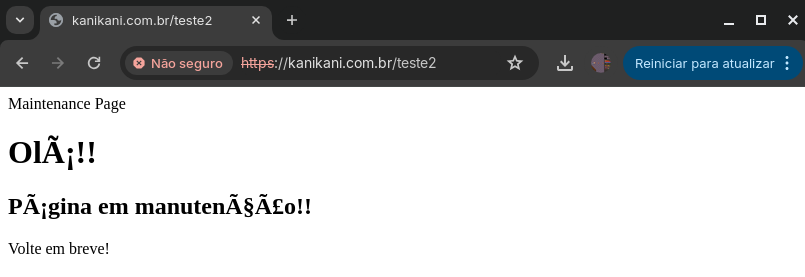 kanikani.com.br/teste2
Não seguro https://kanikani.com.br/teste2 Reiniciar para atualizar
Maintenance Page
OlÃ¡!!
PÃ¡gina em manutenÃ§Ã£o!!
Volte em breve!